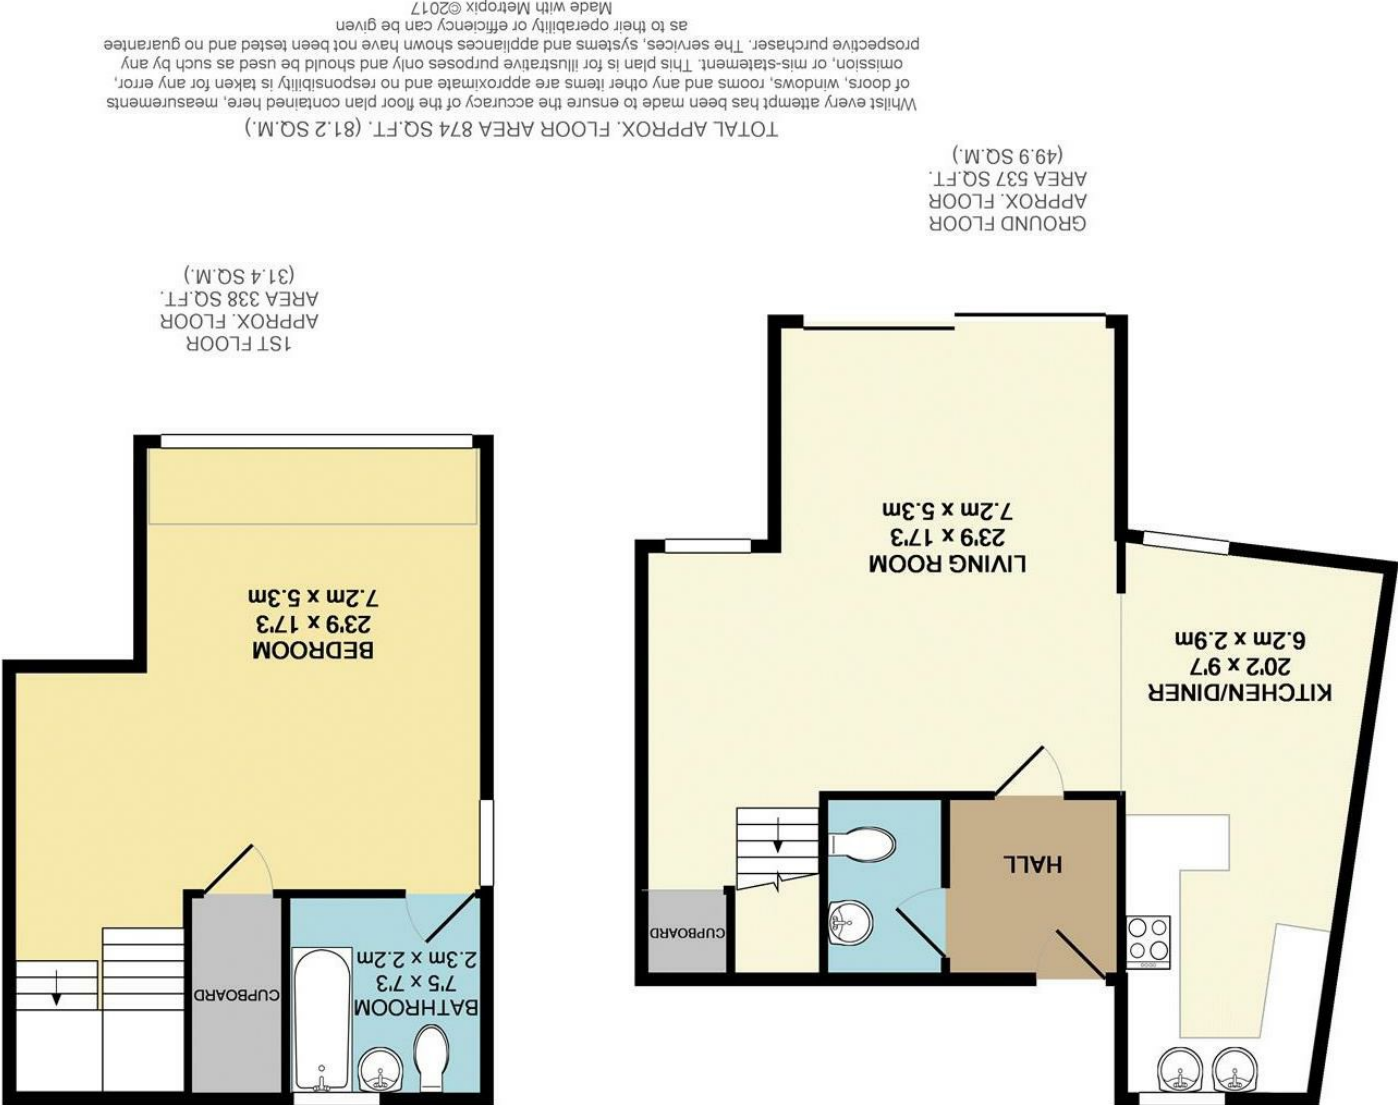 KITCHEN/DINER
20'2 x 9'7
6.2m x 2.9m
HALL
CUPBOARD
LIVING ROOM
23'9 x 17'3
7.2m x 5.3m
GROUND FLOOR
APPROX. FLOOR
AREA 537 SQ.FT.
(49.9 SQ.M.)
BATHROOM
7'5 x 7'3
2.3m x 2.2m
CUPBOARD
BEDROOM
23'9 x 17'3
7.2m x 5.3m
1ST FLOOR
APPROX. FLOOR
AREA 338 SQ.FT.
(31.4 SQ.M.)
TOTAL APPROX. FLOOR AREA 874 SQ.FT. (81.2 SQ.M.)
Whilst every attempt has been made to ensure the accuracy of the floor plan contained here, measurements
of doors, windows, rooms and any other items are approximate and no responsibility is taken for any error,
omission, or mis-statement. This plan is for illustrative purposes only and should be used as such by any
prospective purchaser. The services, systems and appliances shown have not been tested and no guarantee
as to their operability or efficiency can be given
Made with Metropix ©2017